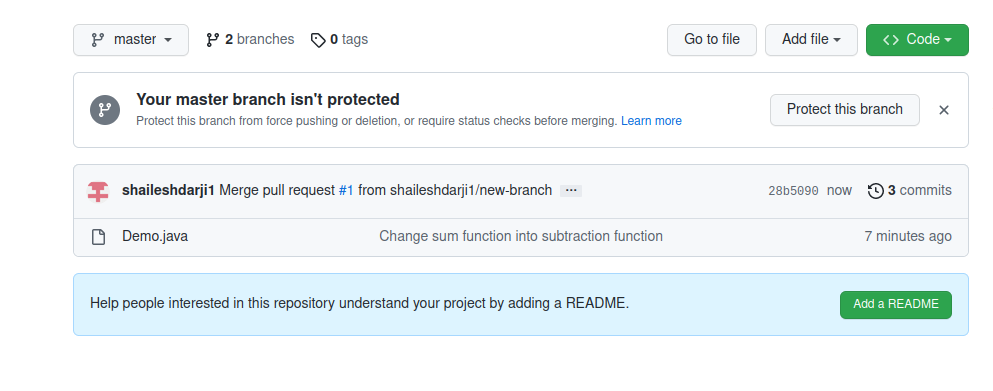 master 2 branches 0 tags Go to file Add file Code
Your master branch isn't protected
Protect this branch from force pushing or deletion, or require status checks before merging. Learn more
Protect this branch
shaileshdarji1 Merge pull request #1 from shaileshdarji1/new-branch ... 28b5090 now 3 commits
Demo.java Change sum function into subtraction function 7 minutes ago
Help people interested in this repository understand your project by adding a README. Add a README